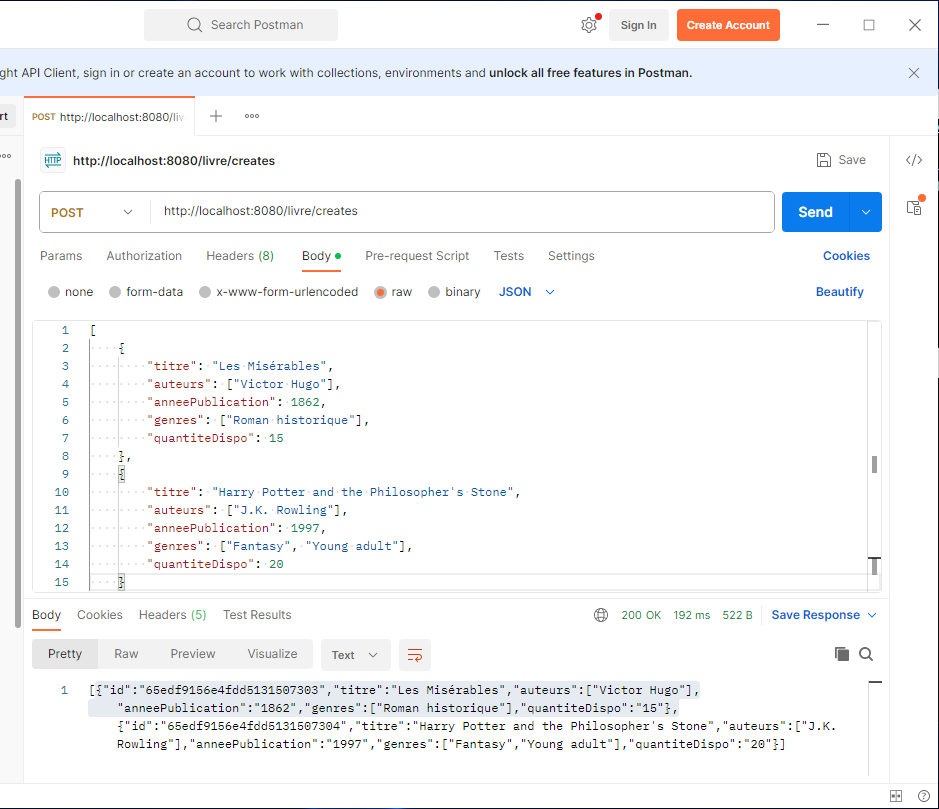 Search Postman
Sign In
Create Account
ght API Client, sign in or create an account to work with collections, environments and unlock all free features in Postman.
rt
POST http://localhost:8080/liv
HTTP http://localhost:8080/livre/creates
Save
</>
POST
http://localhost:8080/livre/creates
Send
Params Authorization Headers (8) Body Pre-request Script Tests Settings Cookies
none form-data x-www-form-urlencoded raw binary JSON Beautify
1 [
2 {
3 "titre": "Les Misérables",
4 "auteurs": ["Victor Hugo"],
5 "anneePublication": 1862,
6 "genres": ["Roman historique"],
7 "quantiteDispo": 15
8 },
9 {
10 "titre": "Harry Potter and the Philosopher's Stone",
11 "auteurs": ["J.K. Rowling"],
12 "anneePublication": 1997,
13 "genres": ["Fantasy", "Young adult"],
14 "quantiteDispo": 20
15 }
Body Cookies Headers (5) Test Results 200 OK 192 ms 522 B Save Response
Pretty Raw Preview Visualize Text
1 [{"id":"65edf9156e4fdd5131507303","titre":"Les Misérables","auteurs":["Victor Hugo"],
"anneePublication":"1862","genres":["Roman historique"],"quantiteDispo":"15"},
{"id":"65edf9156e4fdd5131507304","titre":"Harry Potter and the Philosopher's Stone","auteurs":["J.K.
Rowling"],"anneePublication":"1997","genres":["Fantasy","Young adult"],"quantiteDispo":"20"}]